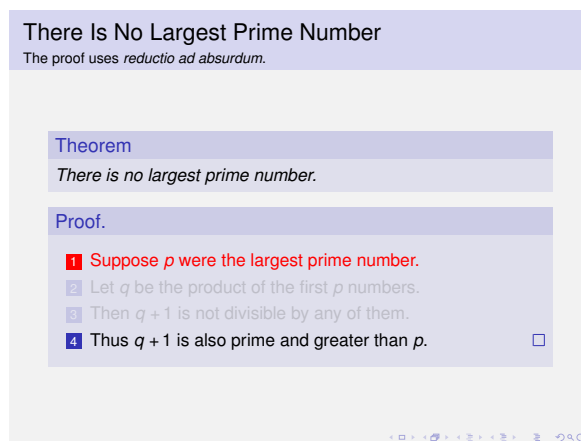 There Is No Largest Prime Number
The proof uses reductio ad absurdum.
Theorem
There is no largest prime number.
Proof.
1 Suppose p were the largest prime number.
2 Let q be the product of the first p numbers.
3 Then q + 1 is not divisible by any of them.
4 Thus q + 1 is also prime and greater than p.